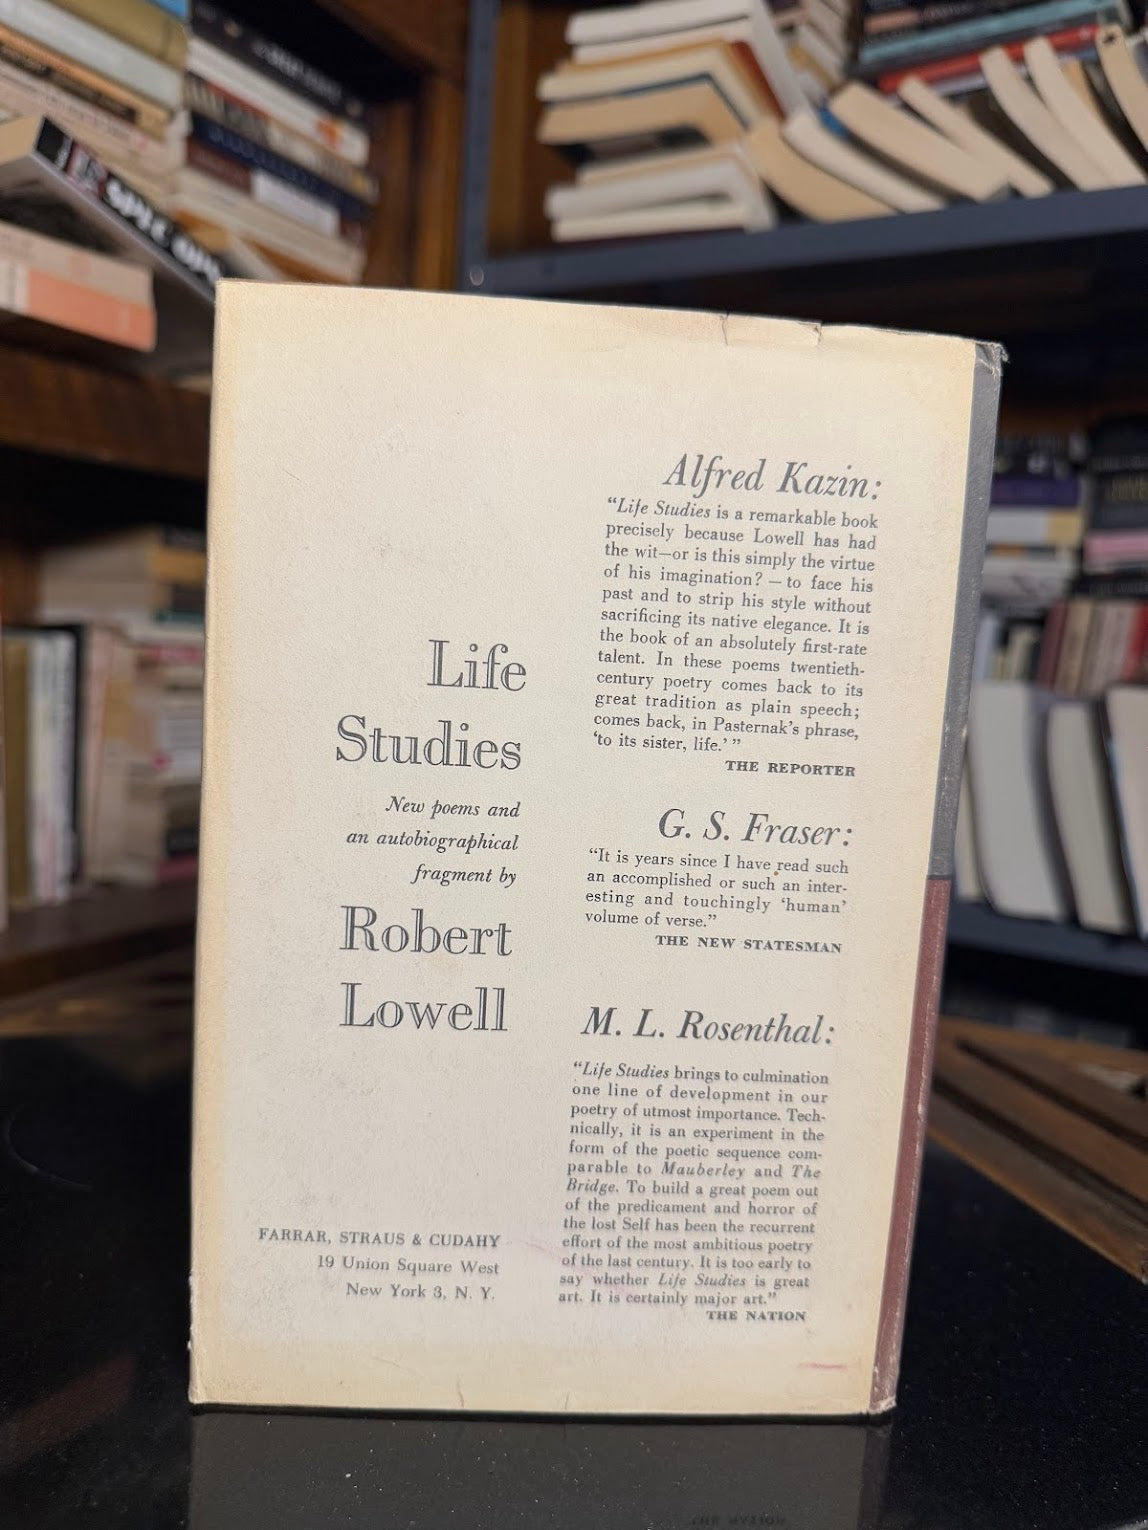 Life
Studies
New poems and
an autobiographical
fragment by
Robert
Lowell
FARRAR, STRAUS & CUDAHY
19 Union Square West
New York 3, N. Y.
Alfred Kazin:
“Life Studies is a remarkable book
precisely because Lowell has had
the wit—or is this simply the virtue
of his imagination? — to face his
past and to strip his style without
sacrificing its native elegance. It is
the book of an absolutely first-rate
talent. In these poems twentieth-
century poetry comes back to its
great tradition as plain speech;
comes back, in Pasternak’s phrase,
‘to its sister, life.’ ”
THE REPORTER
G. S. Fraser:
“It is years since I have read such
an accomplished or such an inter-
esting and touchingly ‘human’
volume of verse.”
THE NEW STATESMAN
M. L. Rosenthal:
“Life Studies brings to culmination
one line of development in our
poetry of utmost importance. Tech-
nically, it is an experiment in the
form of the poetic sequence com-
parable to Mauberley and The
Bridge. To build a great poem out
of the predicament and horror of
the lost Self has been the recurrent
effort of the most ambitious poetry
of the last century. It is too early to
say whether Life Studies is great
art. It is certainly major art.”
THE NATION